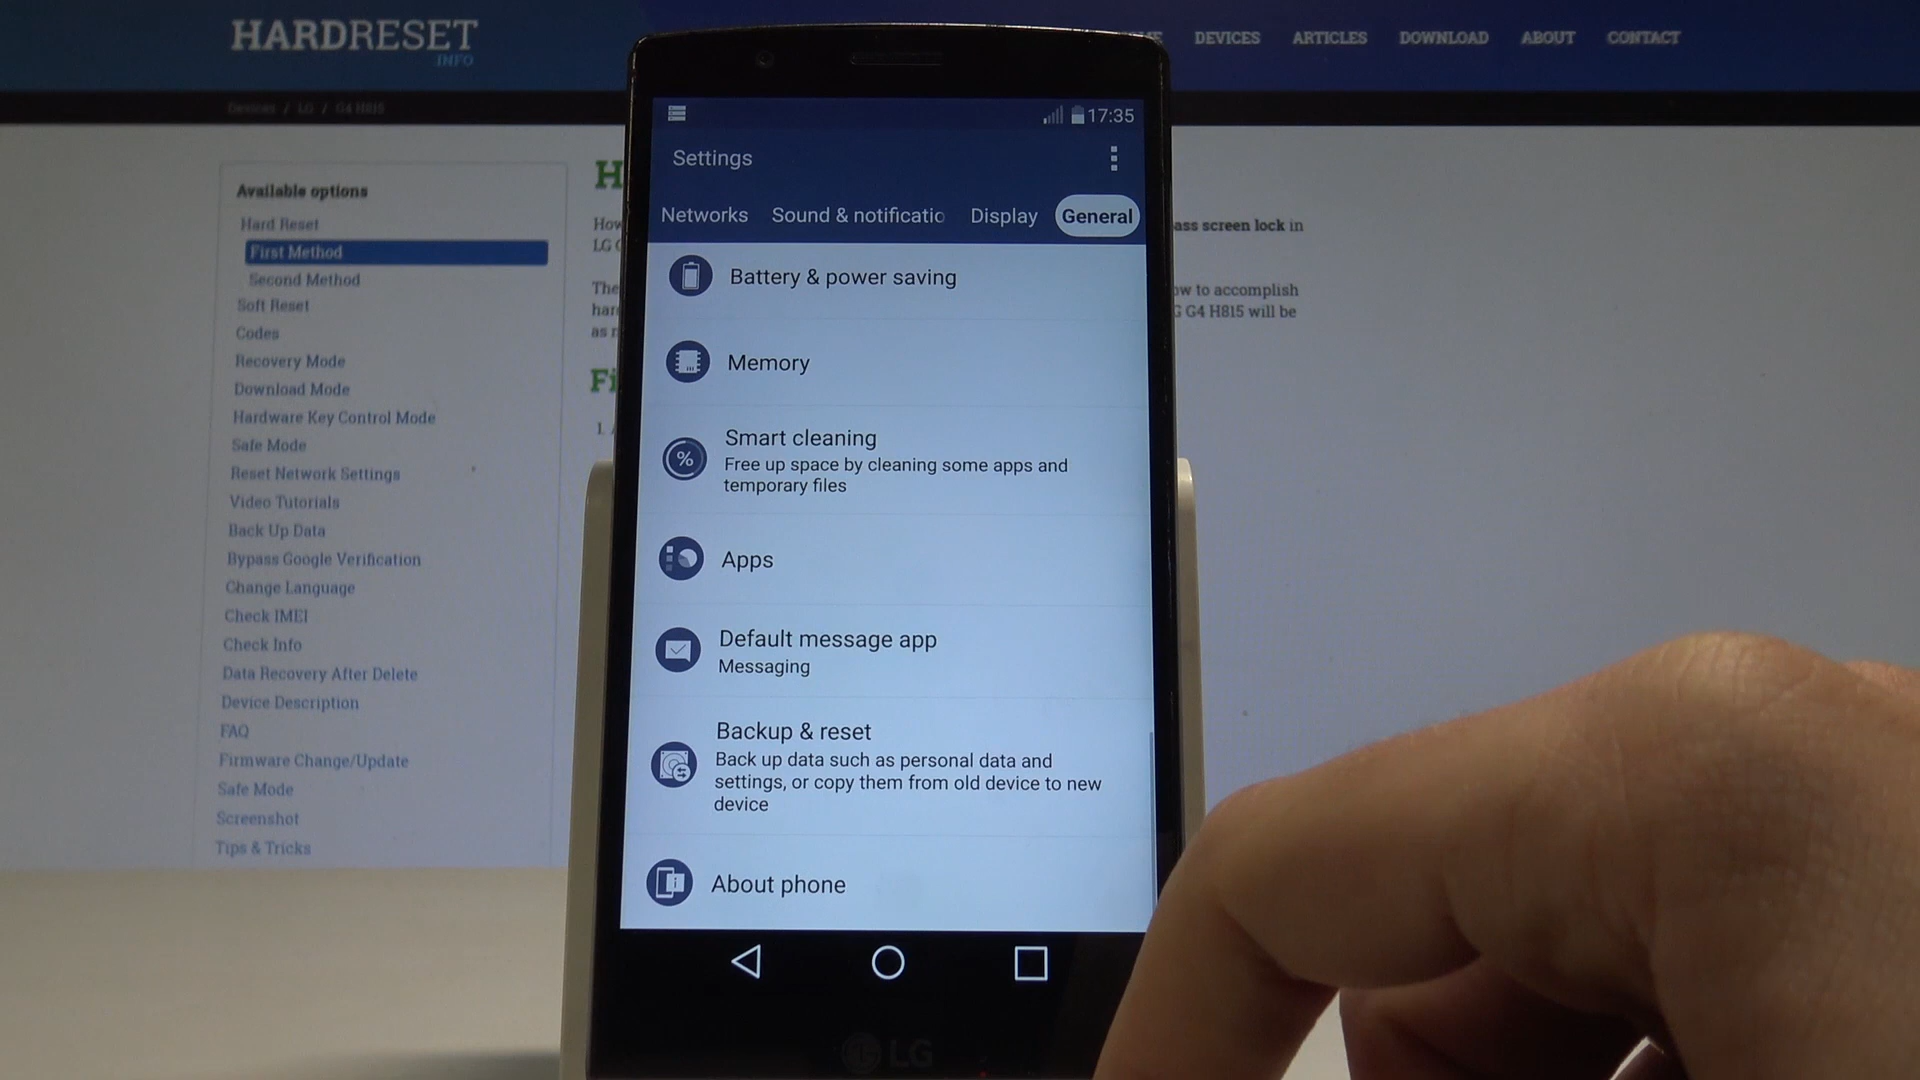 HARDRESET
INFO
DEVICES
ARTICLES
DOWNLOAD
ABOUT
CONTACT
Devices / LG / G4 H815
Available options
Hard Reset
First Method
Second Method
Soft Reset
Codes
Recovery Mode
Download Mode
Hardware Key Control Mode
Safe Mode
Reset Network Settings
Video Tutorials
Back Up Data
Bypass Google Verification
Change Language
Check IMEI
Check Info
Data Recovery After Delete
Device Description
FAQ
Firmware Change/Update
Safe Mode
Screenshot
Tips & Tricks
screen lock in
to accomplish
G4 H815 will be
17:35
Settings
Networks Sound & notificatio Display General
Battery & power saving
Memory
Smart cleaning
Free up space by cleaning some apps and
temporary files
Apps
Default message app
Messaging
Backup & reset
Back up data such as personal data and
settings, or copy them from old device to new
device
About phone
LG